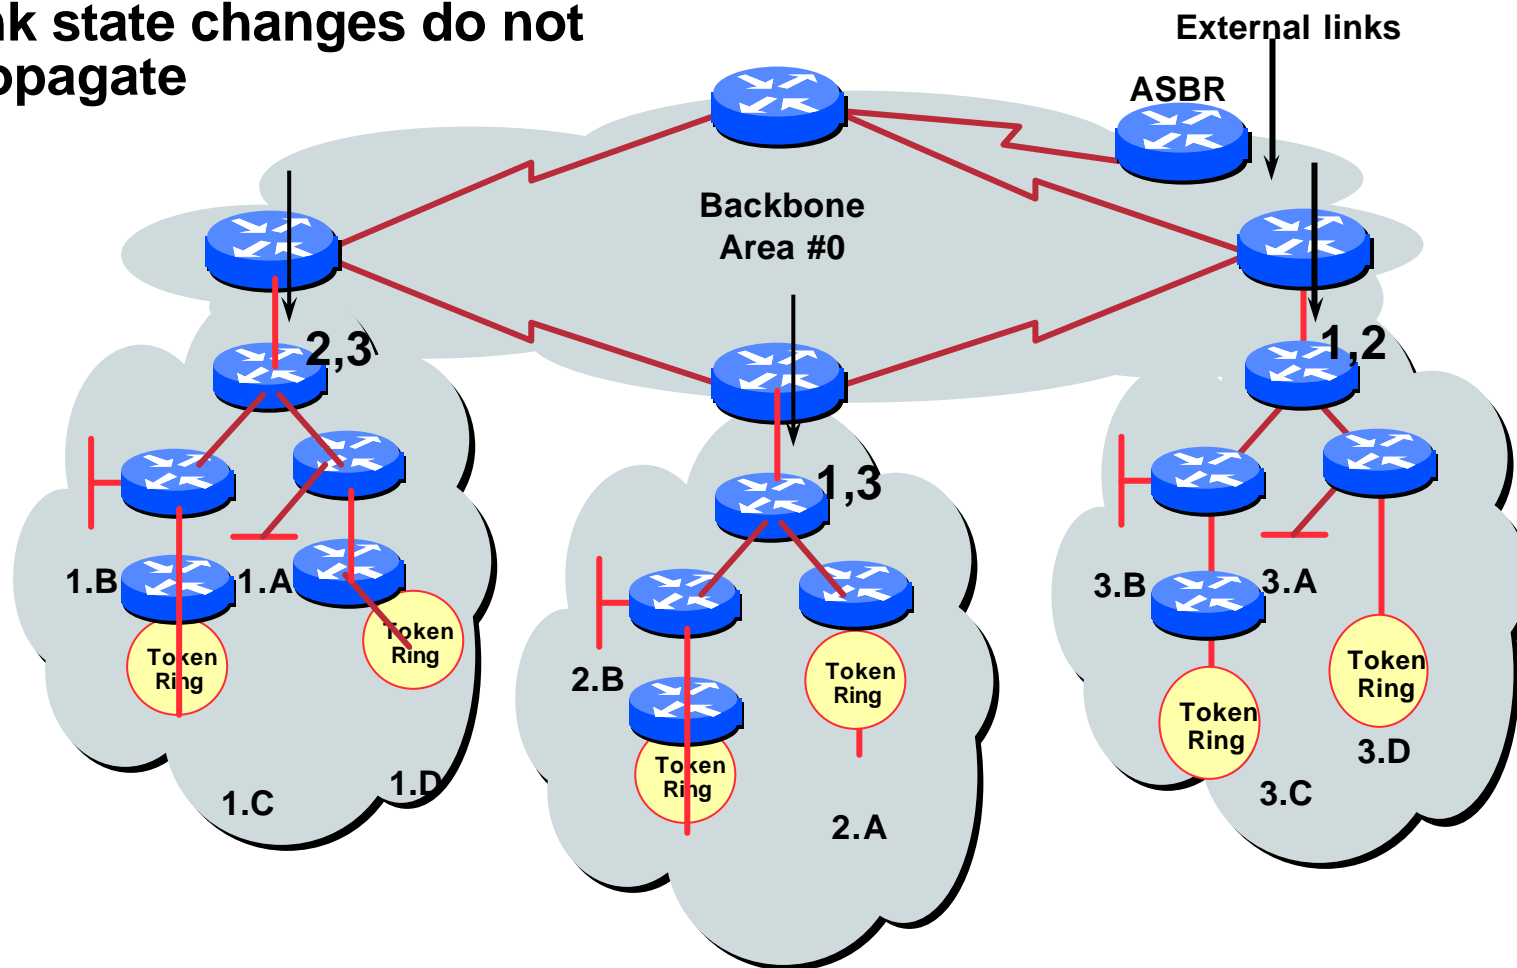 nk state changes do not
opagate
External links
ASBR
Backbone
Area #0
2,3
1,2
1,3
1.B
1.A
Token
Ring
Token
Ring
1.C
1.D
2.B
Token
Ring
Token
Ring
2.A
3.B
3.A
Token
Ring
Token
Ring
3.D
3.C